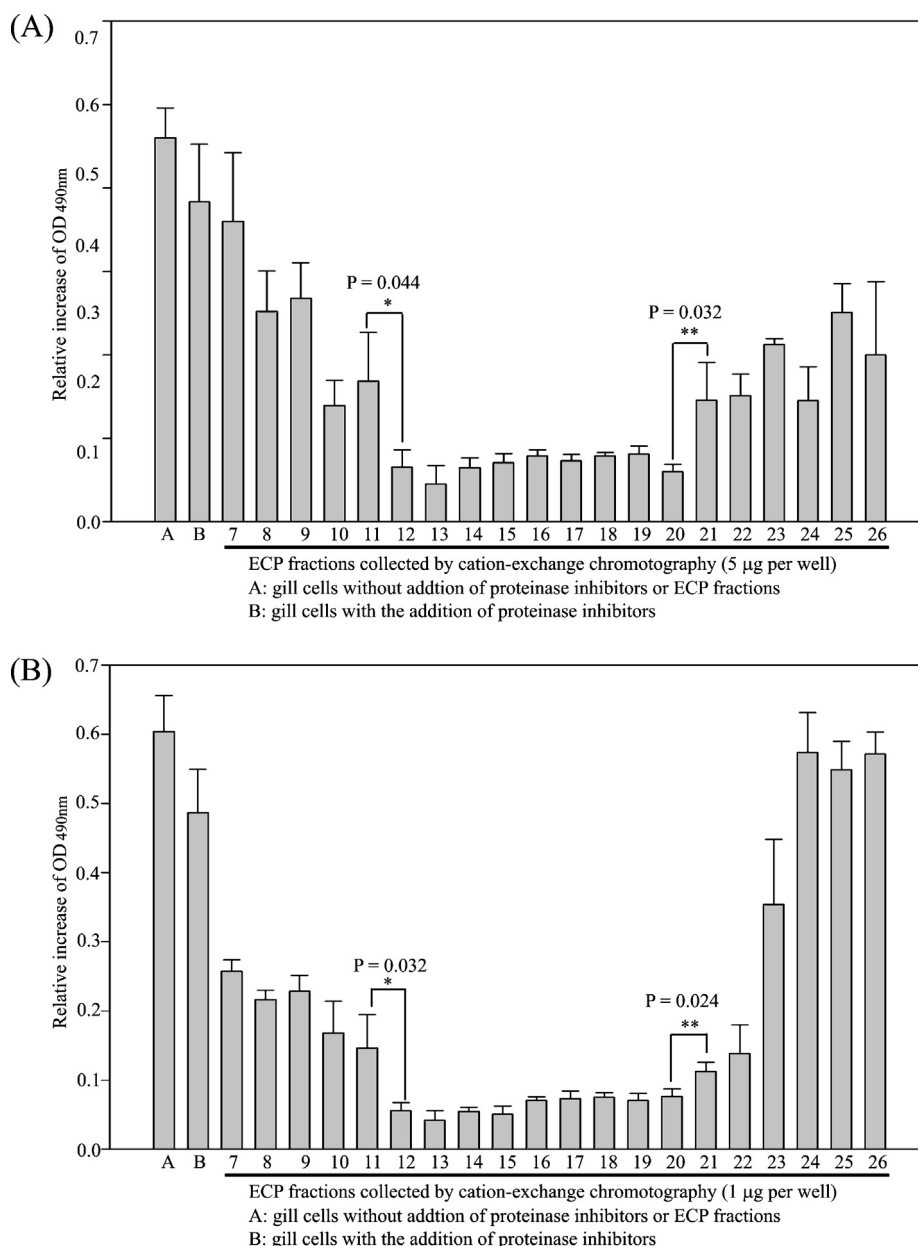 (A)
0.7
0.6
0.5
0.4
0.3
0.2
0.1
0.0
Relative increase of OD 490nm
P = 0.044
*
P = 0.032
**
A B 7 8 9 10 11 12 13 14 15 16 17 18 19 20 21 22 23 24 25 26
ECP fractions collected by cation-exchange chromotography (5 µg per well)
A: gill cells without addtion of proteinase inhibitors or ECP fractions
B: gill cells with the addition of proteinase inhibitors
(B)
0.7
0.6
0.5
0.4
0.3
0.2
0.1
0.0
Relative increase of OD 490nm
P = 0.032
*
P = 0.024
**
A B 7 8 9 10 11 12 13 14 15 16 17 18 19 20 21 22 23 24 25 26
ECP fractions collected by cation-exchange chromotography (1 µg per well)
A: gill cells without addtion of proteinase inhibitors or ECP fractions
B: gill cells with the addition of proteinase inhibitors